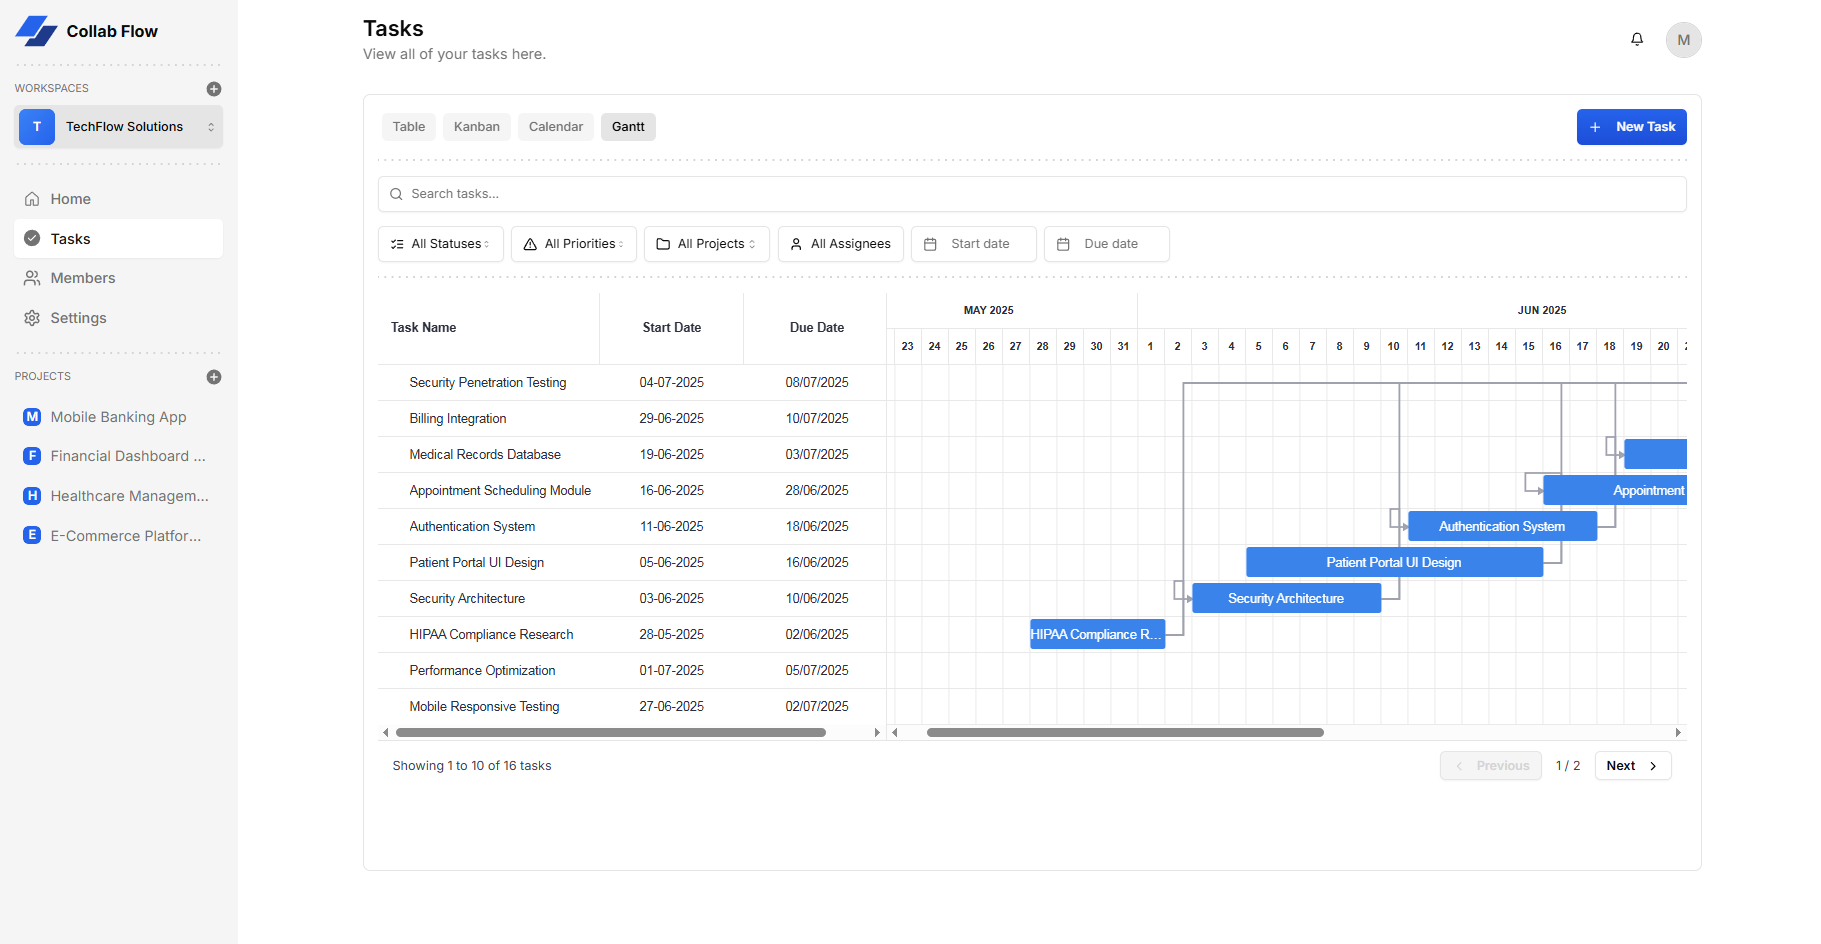 Collab Flow
WORKSPACES
T TechFlow Solutions
Home
Tasks
Members
Settings
PROJECTS
M Mobile Banking App
F Financial Dashboard ...
H Healthcare Managem...
E E-Commerce Platfor...
Tasks
View all of your tasks here.
M
Table Kanban Calendar Gantt
New Task
Search tasks...
All Statuses All Priorities All Projects All Assignees Start date Due date
Task Name Start Date Due Date
MAY 2025 JUN 2025
23 24 25 26 27 28 29 30 31 1 2 3 4 5 6 7 8 9 10 11 12 13 14 15 16 17 18 19 20
Security Penetration Testing 04-07-2025 08/07/2025
Billing Integration 29-06-2025 10/07/2025
Medical Records Database 19-06-2025 03/07/2025
Appointment Scheduling Module 16-06-2025 28/06/2025 Appointment
Authentication System 11-06-2025 18/06/2025 Authentication System
Patient Portal UI Design 05-06-2025 16/06/2025 Patient Portal UI Design
Security Architecture 03-06-2025 10/06/2025 Security Architecture
HIPAA Compliance Research 28-05-2025 02/06/2025 HIPAA Compliance R...
Performance Optimization 01-07-2025 05/07/2025
Mobile Responsive Testing 27-06-2025 02/07/2025
Showing 1 to 10 of 16 tasks
Previous 1 / 2 Next